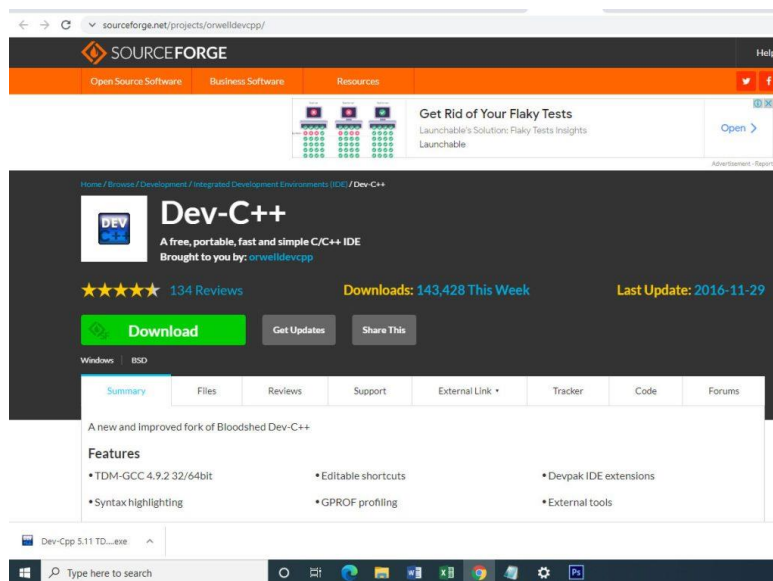 sourceforge.net/projects/orwelldevcpp/
SOURCEFORGE
Help
Open Source Software Business Software Resources
Get Rid of Your Flaky Tests
Launchable's Solution: Flaky Tests Insights
Launchable
Open >
Advertisement - Report
Home / Browse / Development / Integrated Development Environments (IDE) / Dev-C++
DEV
C++
Dev-C++
A free, portable, fast and simple C/C++ IDE
Brought to you by: orwelldevcpp
134 Reviews Downloads: 143,428 This Week Last Update: 2016-11-29
Download Get Updates Share This
Windows BSD
Summary Files Reviews Support External Link Tracker Code Forums
A new and improved fork of Bloodshed Dev-C++
Features
• TDM-GCC 4.9.2 32/64bit • Editable shortcuts • Devpak IDE extensions
• Syntax highlighting • GPROF profiling • External tools
Dev-Cpp 5.11 TD....exe
Type here to search
Ps